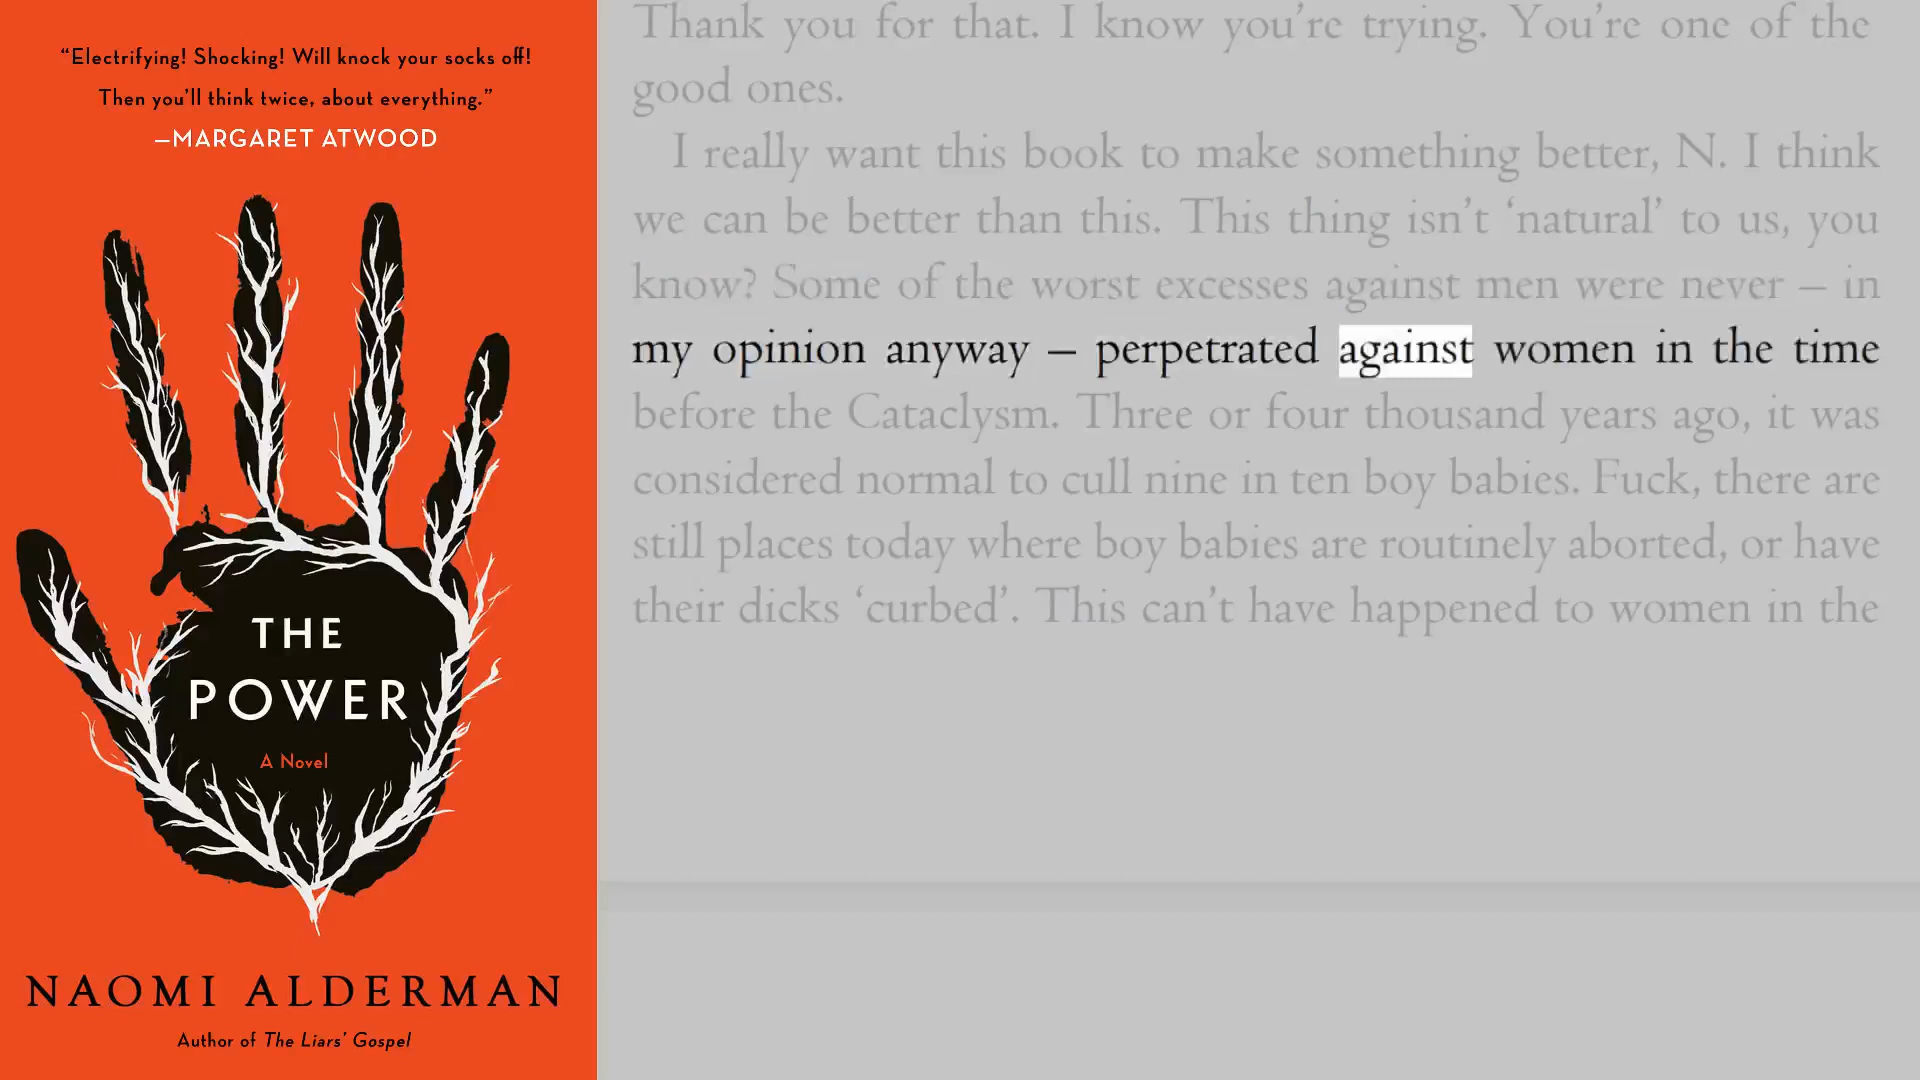 “Electrifying! Shocking! Will knock your socks off!
Then you’ll think twice, about everything.”
—MARGARET ATWOOD
THE
POWER
A Novel
NAOMI ALDERMAN
Author of The Liars’ Gospel
Thank you for that. I know you’re trying. You’re one of the
good ones.
I really want this book to make something better, N. I think
we can be better than this. This thing isn’t ‘natural’ to us, you
know? Some of the worst excesses against men were never – in
my opinion anyway – perpetrated against women in the time
before the Cataclysm. Three or four thousand years ago, it was
considered normal to cull nine in ten boy babies. Fuck, there are
still places today where boy babies are routinely aborted, or have
their dicks ‘curbed’. This can’t have happened to women in the